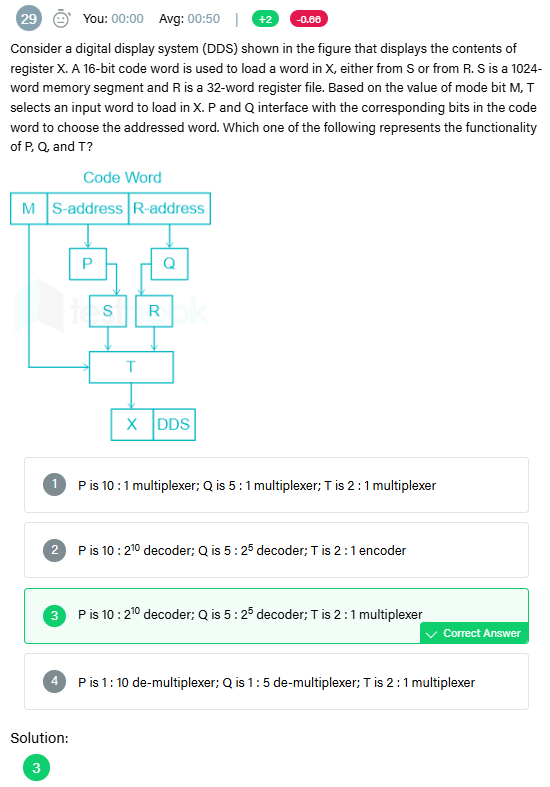 29 You: 00:00 Avg: 00:50 | +2 -0.66
Consider a digital display system (DDS) shown in the figure that displays the contents of
register X. A 16-bit code word is used to load a word in X, either from S or from R. S is a 1024-
word memory segment and R is a 32-word register file. Based on the value of mode bit M, T
selects an input word to load in X. P and Q interface with the corresponding bits in the code
word to choose the addressed word. Which one of the following represents the functionality
of P, Q, and T?
Code Word
M S-address R-address
P Q
S R
T
X DDS
1 P is 10 : 1 multiplexer; Q is 5 : 1 multiplexer; T is 2 : 1 multiplexer
2 P is 10 : 2¹⁰ decoder; Q is 5 : 2⁵ decoder; T is 2 : 1 encoder
3 P is 10 : 2¹⁰ decoder; Q is 5 : 2⁵ decoder; T is 2 : 1 multiplexer
Correct Answer
4 P is 1 : 10 de-multiplexer; Q is 1 : 5 de-multiplexer; T is 2 : 1 multiplexer
Solution:
3